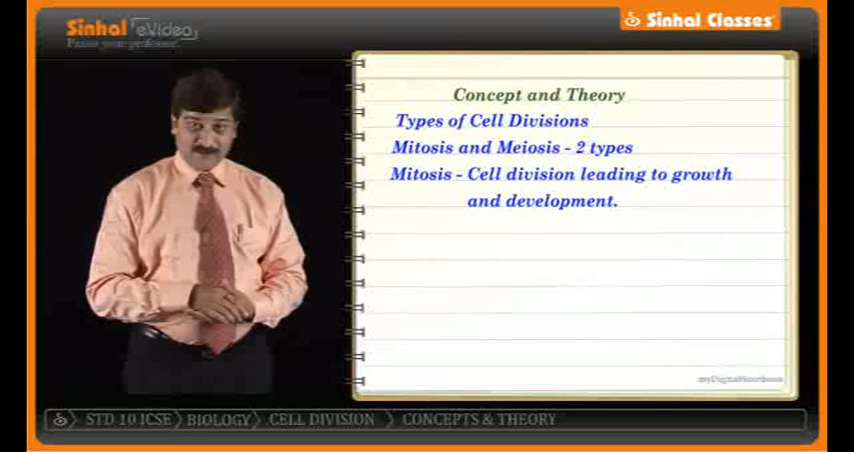 Sinhal eVideo
Pause your professor.
Sinhal Classes
Concept and Theory
Types of Cell Divisions
Mitosis and Meiosis - 2 types
Mitosis - Cell division leading to growth
and development.
STD 10 ICSE BIOLOGY CELL DIVISION CONCEPTS & THEORY